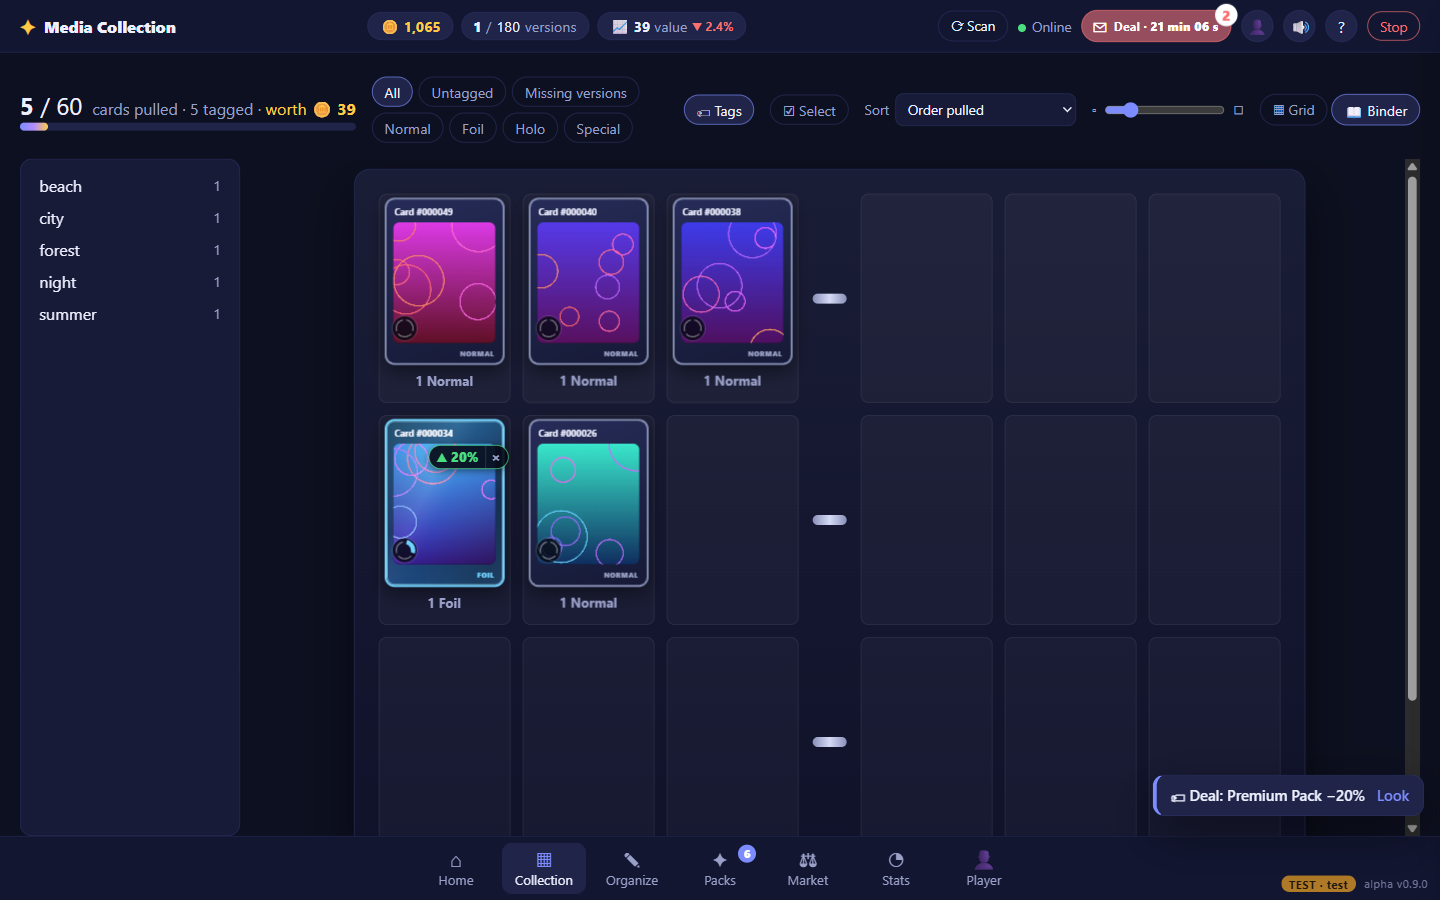 Media Collection
1,065
1 / 180 versions
39 value ▼ 2.4%
Scan
Online
Deal · 21 min 06 s
2
?
Stop
5 / 60 cards pulled · 5 tagged · worth 39
All
Untagged
Missing versions
Normal
Foil
Holo
Special
Tags
Select
Sort
Order pulled
Grid
Binder
beach 1
city 1
forest 1
night 1
summer 1
Card #000049
NORMAL
1 Normal
Card #000040
NORMAL
1 Normal
Card #000038
NORMAL
1 Normal
Card #000034
▲ 20% ×
FOIL
1 Foil
Card #000026
NORMAL
1 Normal
Deal: Premium Pack −20% Look
Home
Collection
Organize
Packs
6
Market
Stats
Player
TEST · test
alpha v0.9.0